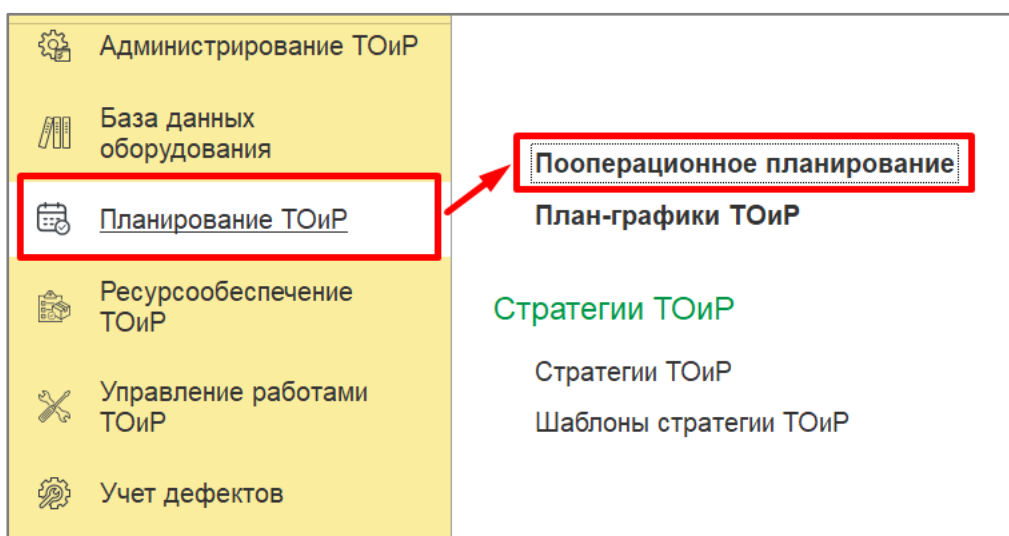 Администрирование ТОиР
База данных
оборудования
Планирование ТОиР
Ресурсообеспечение
ТОиР
Управление работами
ТОиР
Учет дефектов
Пооперационное планирование
План-графики ТОиР
Стратегии ТОиР
Стратегии ТОиР
Шаблоны стратегии ТОиР